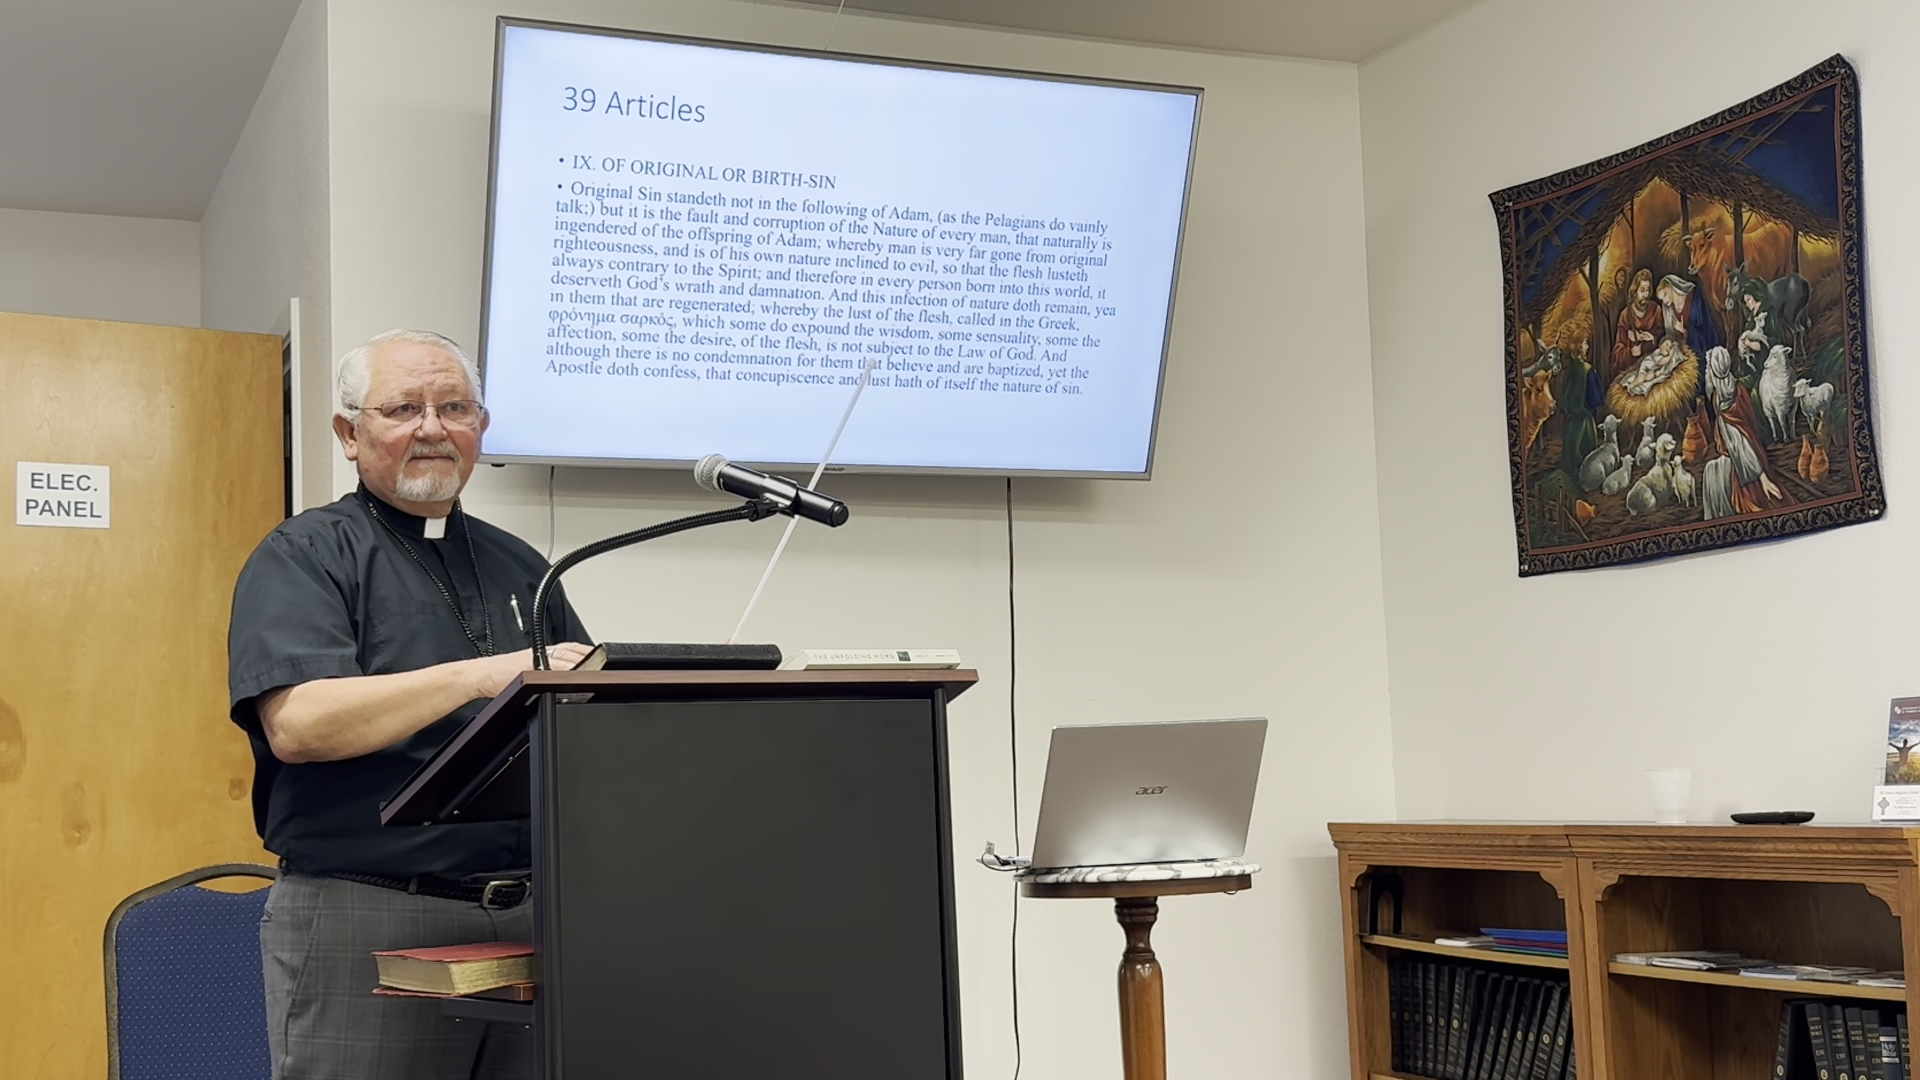 39 Articles
• IX. OF ORIGINAL OR BIRTH-SIN
• Original Sin standeth not in the following of Adam, (as the Pelagians do vainly
talk;) but it is the fault and corruption of the Nature of every man, that naturally is
ingendered of the offspring of Adam; whereby man is very far gone from original
righteousness, and is of his own nature inclined to evil, so that the flesh lusteth
always contrary to the Spirit; and therefore in every person born into this world, it
deserveth God's wrath and damnation. And this infection of nature doth remain, yea
in them that are regenerated; whereby the lust of the flesh, called in the Greek,
φρόνημα σαρκός, which some do expound the wisdom, some sensuality, some the
affection, some the desire, of the flesh, is not subject to the Law of God. And
although there is no condemnation for them that believe and are baptized, yet the
Apostle doth confess, that concupiscence and lust hath of itself the nature of sin.
ELEC.
PANEL
THE UNFOLDING WORD
acer